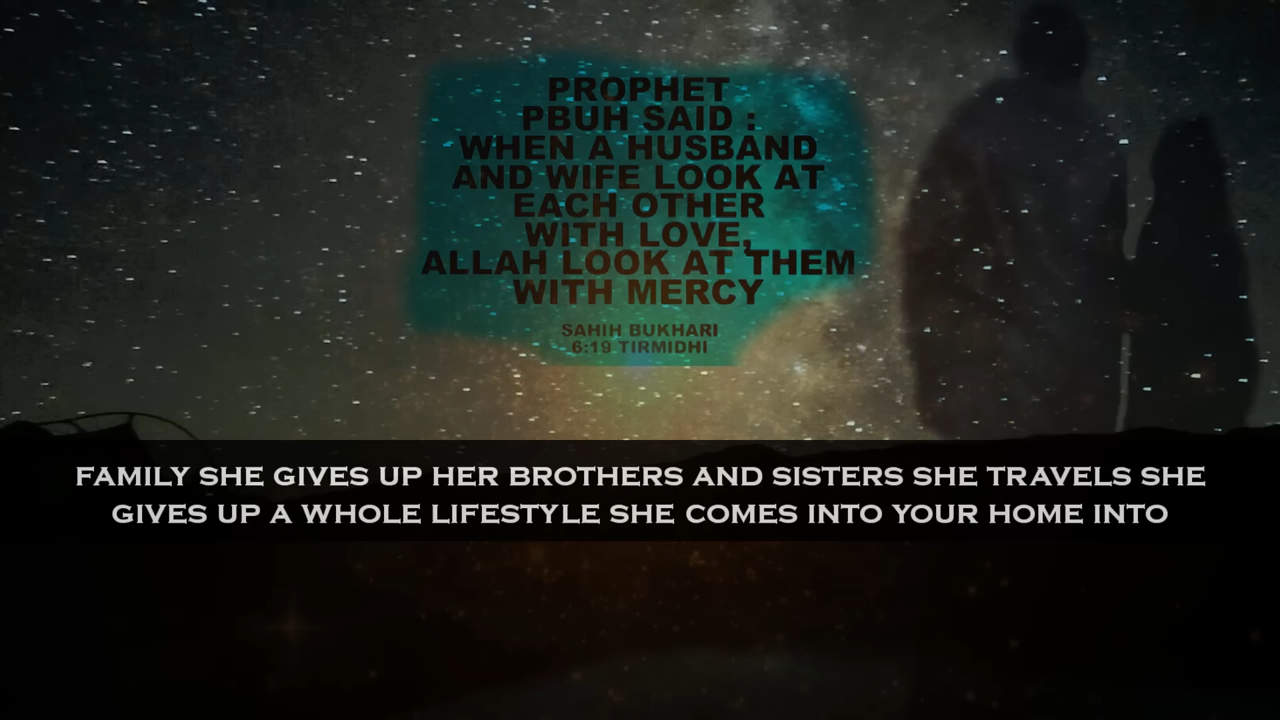 PROPHET
PBUH SAID :
WHEN A HUSBAND
AND WIFE LOOK AT
EACH OTHER
WITH LOVE,
ALLAH LOOK AT THEM
WITH MERCY
SAHIH BUKHARI
6:19 TIRMIDHI
FAMILY SHE GIVES UP HER BROTHERS AND SISTERS SHE TRAVELS SHE
GIVES UP A WHOLE LIFESTYLE SHE COMES INTO YOUR HOME INTO